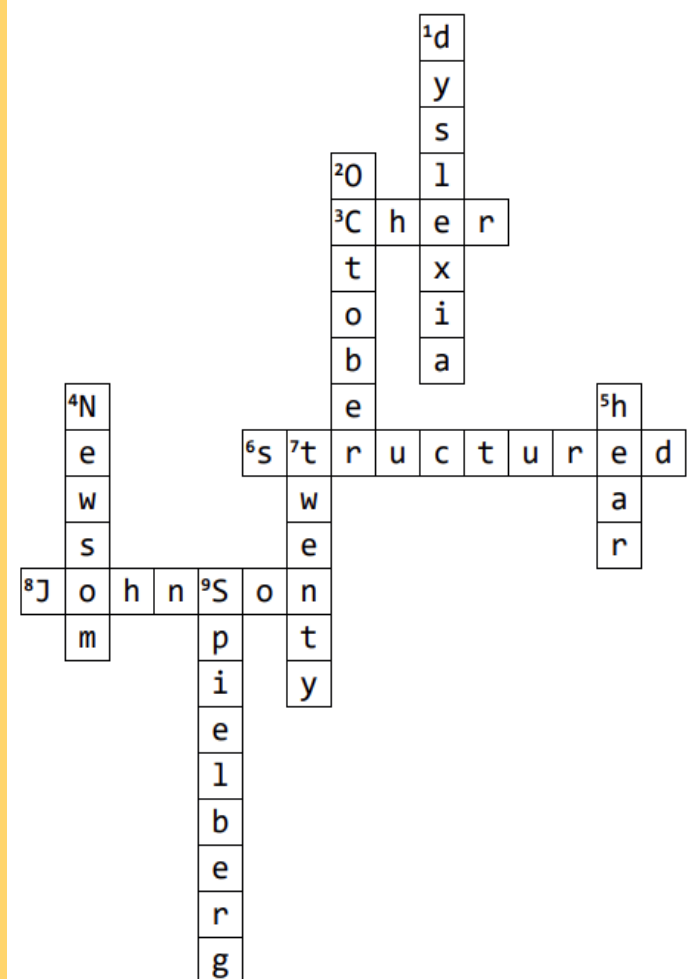 1d
y
s
2O l
3C h e r
t x
o i
b a
4N e 5h
e 6s 7t r u c t u r e d
w w a
s e r
8J o h n 9S o n
m p t
i y
e
l
b
e
r
g